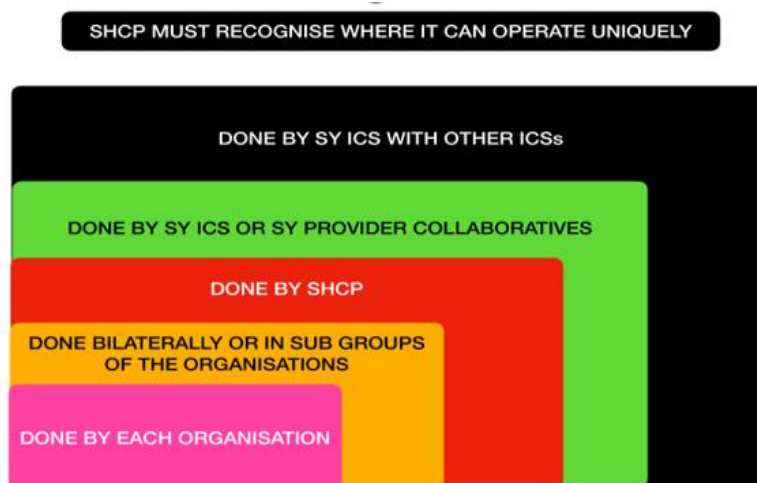 SHCP MUST RECOGNISE WHERE IT CAN OPERATE UNIQUELY
DONE BY SY ICS WITH OTHER ICSs
DONE BY SY ICS OR SY PROVIDER COLLABORATIVES
DONE BY SHCP
DONE BILATERALLY OR IN SUB GROUPS
OF THE ORGANISATIONS
DONE BY EACH ORGANISATION